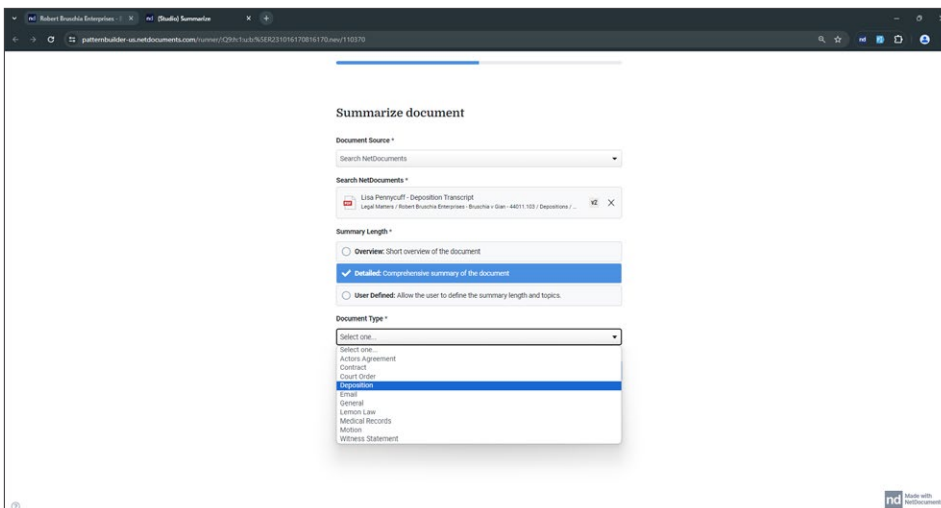 Robert Bruschia Enterprises -
(Studio) Summarize
patternbuilder-us.netdocuments.com/runner/
Summarize document
Document Source *
Search NetDocuments
Search NetDocuments *
Lisa Pennycuff - Deposition Transcript
Legal Matters / Robert Bruschia Enterprises - Bruschia v Gian - 44011.103 / Depositions / ...
V2
Summary Length *
Overview: Short overview of the document
Detailed: Comprehensive summary of the document
User Defined: Allow the user to define the summary length and topics.
Document Type *
Select one...
Select one...
Actors Agreement
Contract
Court Order
Deposition
Email
General
Lemon Law
Medical Records
Motion
Witness Statement
nd Made with
NetDocument